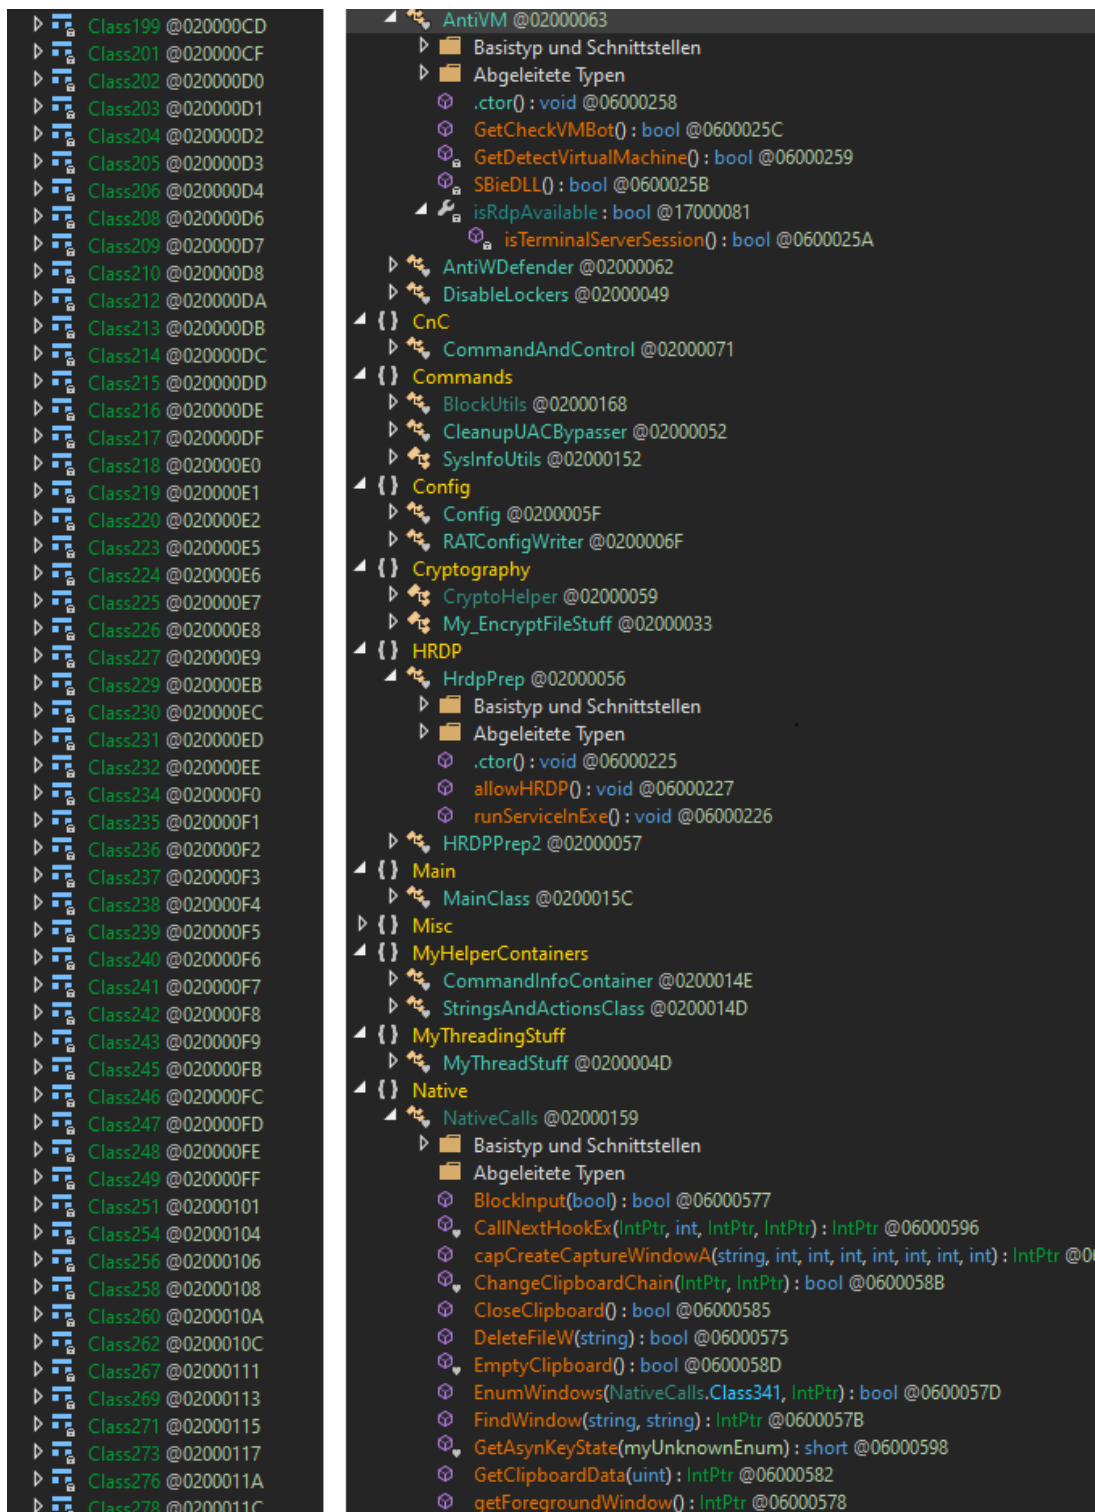 Class199 @020000CD
Class201 @020000CF
Class202 @020000D0
Class203 @020000D1
Class204 @020000D2
Class205 @020000D3
Class206 @020000D4
Class208 @020000D6
Class209 @020000D7
Class210 @020000D8
Class212 @020000DA
Class213 @020000DB
Class214 @020000DC
Class215 @020000DD
Class216 @020000DE
Class217 @020000DF
Class218 @020000E0
Class219 @020000E1
Class220 @020000E2
Class223 @020000E5
Class224 @020000E6
Class225 @020000E7
Class226 @020000E8
Class227 @020000E9
Class229 @020000EB
Class230 @020000EC
Class231 @020000ED
Class232 @020000EE
Class234 @020000F0
Class235 @020000F1
Class236 @020000F2
Class237 @020000F3
Class238 @020000F4
Class239 @020000F5
Class240 @020000F6
Class241 @020000F7
Class242 @020000F8
Class243 @020000F9
Class245 @020000FB
Class246 @020000FC
Class247 @020000FD
Class248 @020000FE
Class249 @020000FF
Class251 @02000101
Class254 @02000104
Class256 @02000106
Class258 @02000108
Class260 @0200010A
Class262 @0200010C
Class267 @02000111
Class269 @02000113
Class271 @02000115
Class273 @02000117
Class276 @0200011A
Class278 @0200011C
AntiVM @02000063
Basistyp und Schnittstellen
Abgeleitete Typen
.ctor() : void @06000258
GetCheckVMBot() : bool @0600025C
GetDetectVirtualMachine() : bool @06000259
SBieDLL() : bool @0600025B
isRdpAvailable : bool @17000081
isTerminalServerSession() : bool @0600025A
AntiWDefender @02000062
DisableLockers @02000049
{} CnC
CommandAndControl @02000071
{} Commands
BlockUtils @02000168
CleanupUACBypasser @02000052
SysInfoUtils @02000152
{} Config
Config @0200005F
RATConfigWriter @0200006F
{} Cryptography
CryptoHelper @02000059
My_EncryptFileStuff @02000033
{} HRDP
HrdpPrep @02000056
Basistyp und Schnittstellen
Abgeleitete Typen
.ctor() : void @06000225
allowHRDP() : void @06000227
runServiceInExe() : void @06000226
HRDPPrep2 @02000057
{} Main
MainClass @0200015C
{} Misc
{} MyHelperContainers
CommandInfoContainer @0200014E
StringsAndActionsClass @0200014D
{} MyThreadingStuff
MyThreadStuff @0200004D
{} Native
NativeCalls @02000159
Basistyp und Schnittstellen
Abgeleitete Typen
BlockInput(bool) : bool @06000577
CallNextHookEx(IntPtr, int, IntPtr, IntPtr) : IntPtr @06000596
capCreateCaptureWindowA(string, int, int, int, int, int, int, int) : IntPtr @0
ChangeClipboardChain(IntPtr, IntPtr) : bool @0600058B
CloseClipboard() : bool @06000585
DeleteFileW(string) : bool @06000575
EmptyClipboard() : bool @0600058D
EnumWindows(NativeCalls.Class341, IntPtr) : bool @0600057D
FindWindow(string, string) : IntPtr @0600057B
GetAsynKeyState(myUnknownEnum) : short @06000598
GetClipboardData(uint) : IntPtr @06000582
getForegroundWindow() : IntPtr @06000578